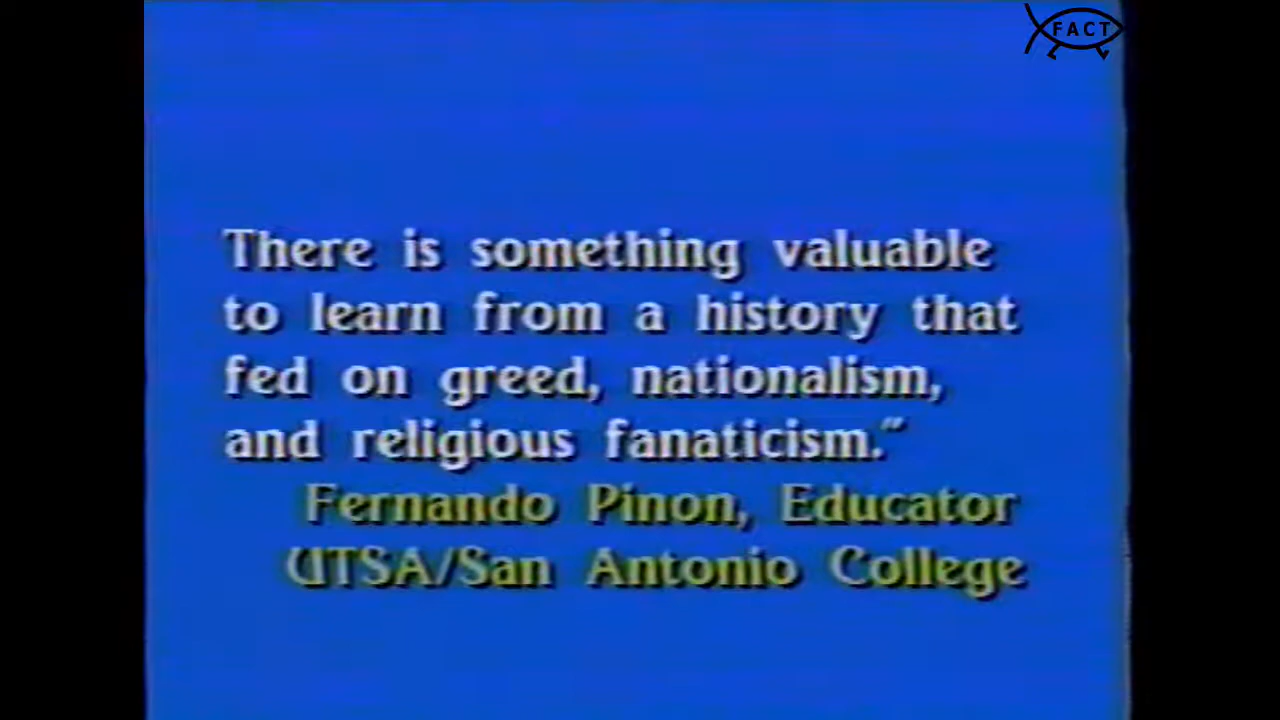 FACT
There is something valuable
to learn from a history that
fed on greed, nationalism,
and religious fanaticism."
Fernando Pinon, Educator
UTSA/San Antonio College